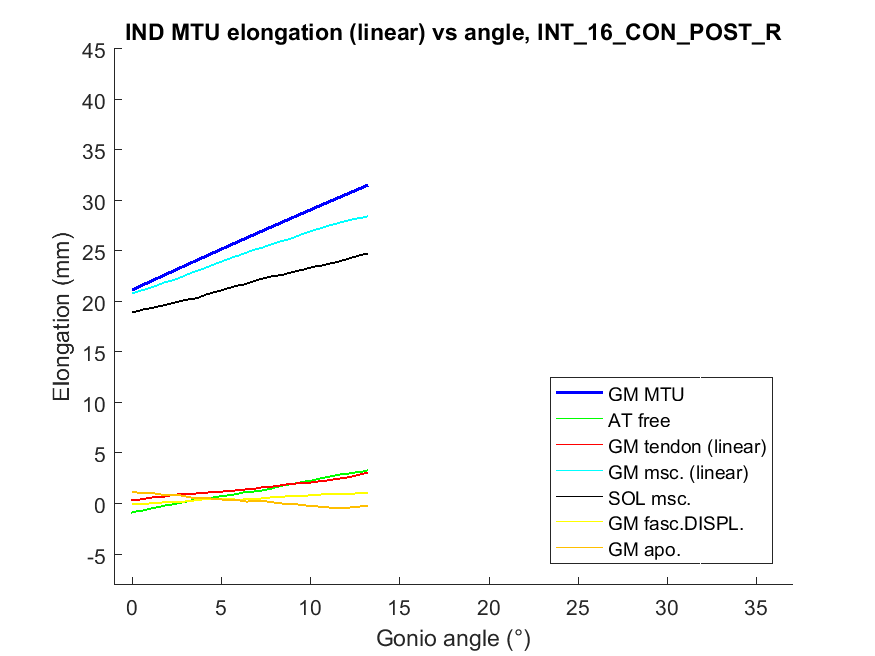 IND MTU elongation (linear) vs angle, INT_16_CON_POST_R
45
40
35
30
25
20
15
10
5
0
-5
Elongation (mm)
0 5 10 15 20 25 30 35
Gonio angle (°)
GM MTU
AT free
GM tendon (linear)
GM msc. (linear)
SOL msc.
GM fasc.DISPL.
GM apo.